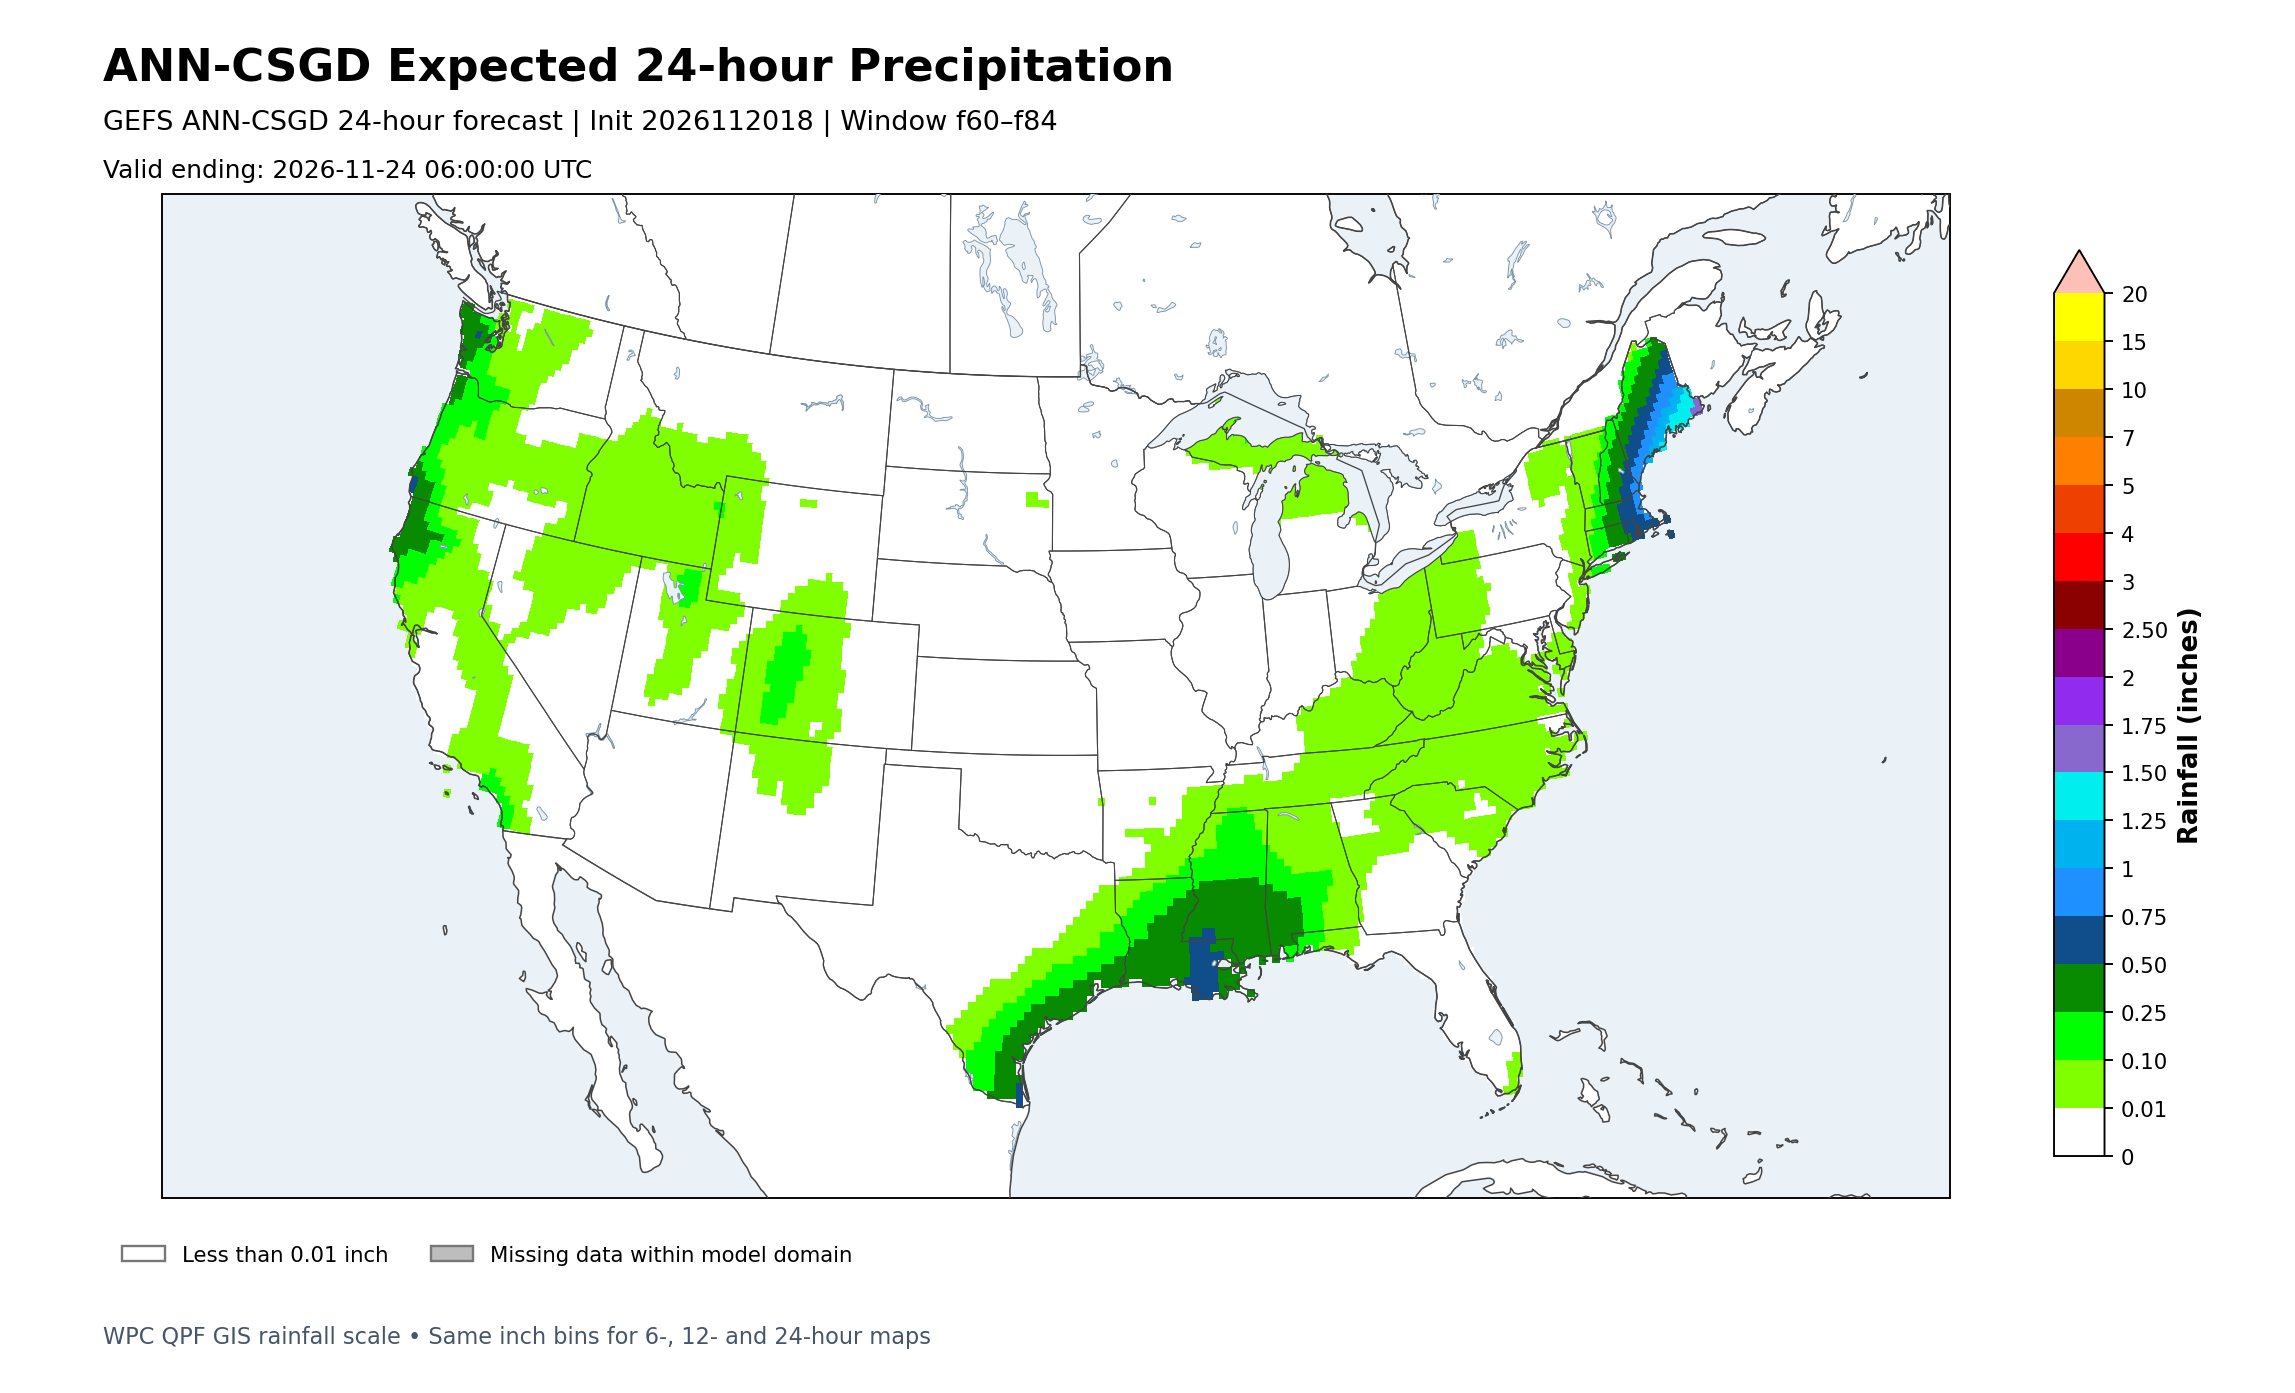 ANN-CSGD Expected 24-hour Precipitation
GEFS ANN-CSGD 24-hour forecast | Init 2026112018 | Window f60–f84
Valid ending: 2026-11-24 06:00:00 UTC
20
15
10
7
5
4
3
2.50
2
1.75
1.50
1.25
1
0.75
0.50
0.25
0.10
0.01
0
Rainfall (inches)
Less than 0.01 inch
Missing data within model domain
WPC QPF GIS rainfall scale • Same inch bins for 6-, 12- and 24-hour maps